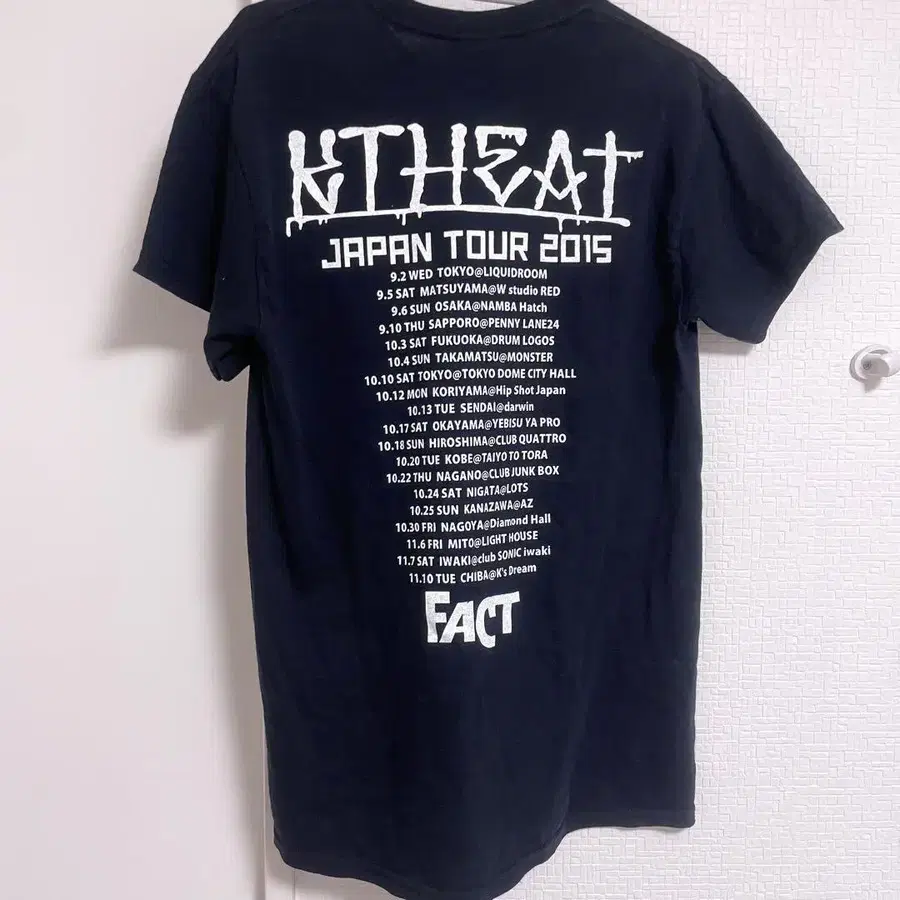 KTHEAT
JAPAN TOUR 2015
9.2 WED TOKYO@LIQUIDROOM
9.5 SAT MATSUYAMA@W studio RED
9.6 SUN OSAKA@NAMBA Hatch
9.10 THU SAPPORO@PENNY LANE24
10.3 SAT FUKUOKA@DRUM LOGOS
10.4 SUN TAKAMATSU@MONSTER
10.10 SAT TOKYO@TOKYO DOME CITY HALL
10.12 MON KORIYAMA@Hip Shot Japan
10.13 TUE SENDAI@darwin
10.17 SAT OKAYAMA@YEBISU YA PRO
10.18 SUN HIROSHIMA@CLUB QUATTRO
10.20 TUE KOBE@TAIYO TO TORA
10.22 THU NAGANO@CLUB JUNK BOX
10.24 SAT NIGATA@LOTS
10.25 SUN KANAZAWA@AZ
10.30 FRI NAGOYA@Diamond Hall
11.6 FRI MITO@LIGHT HOUSE
11.7 SAT IWAKI@club SONIC iwaki
11.10 TUE CHIBA@K's Dream
FACT